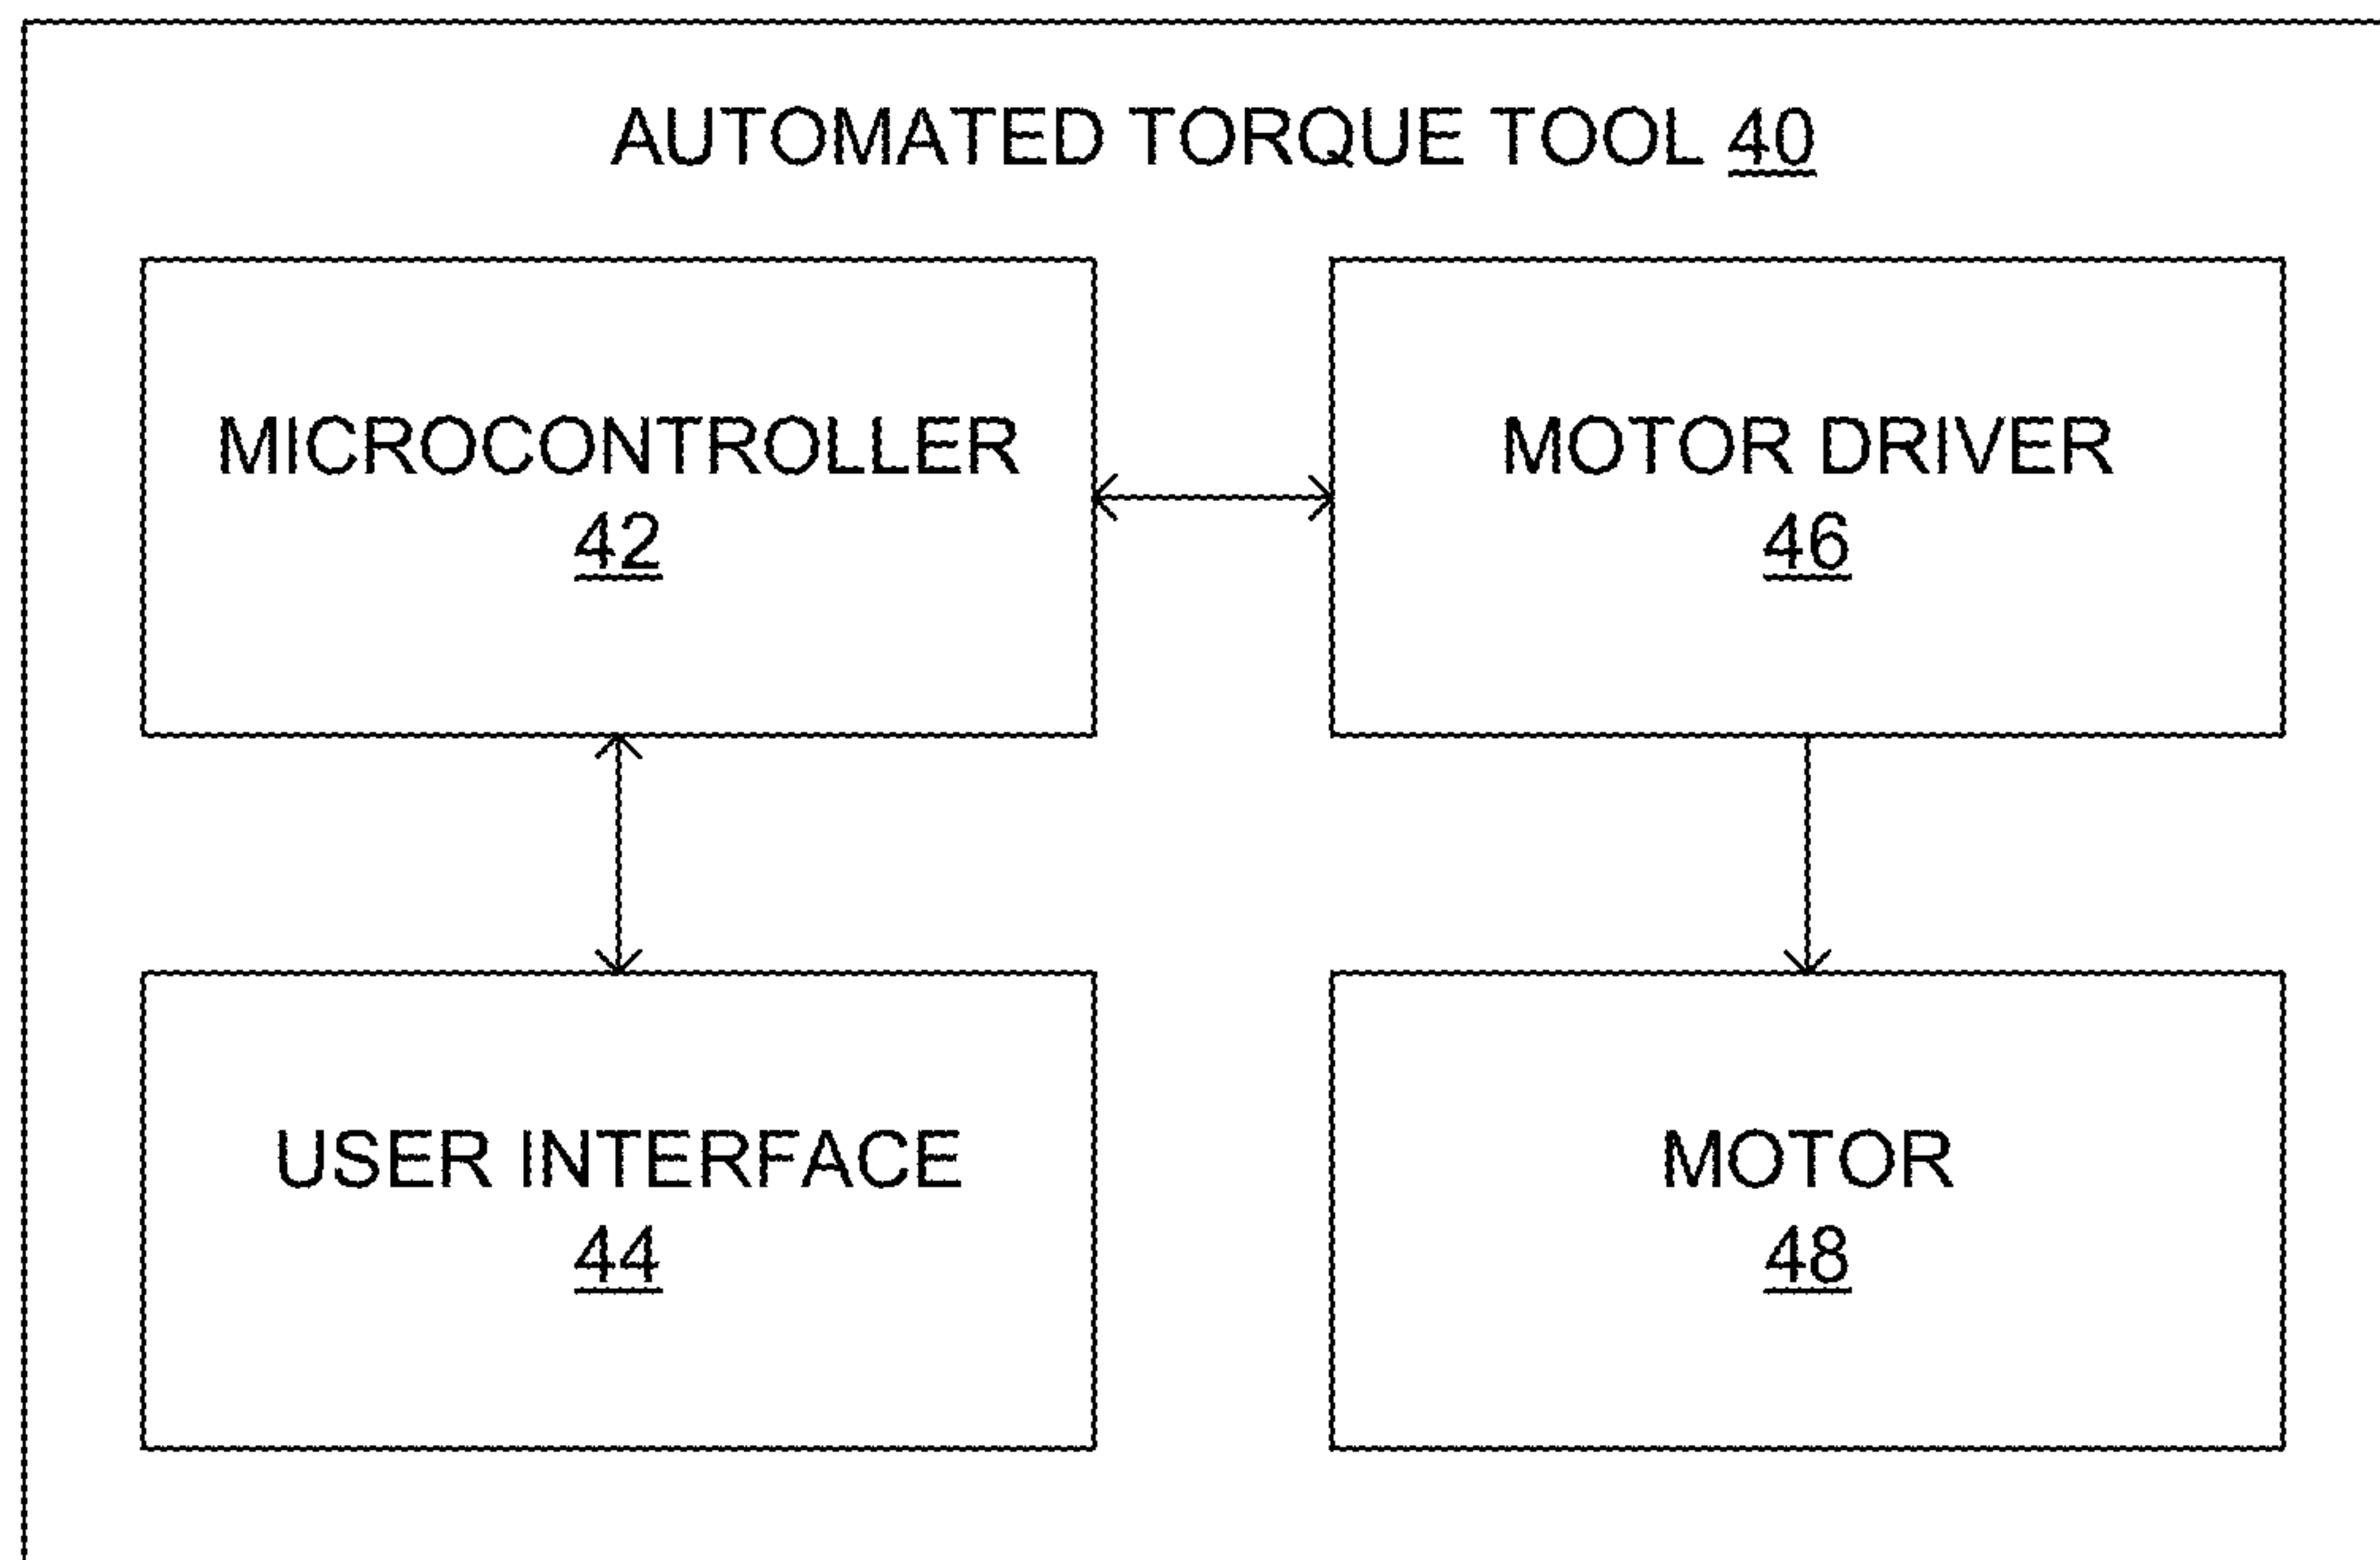 AUTOMATED TORQUE TOOL 40
MICROCONTROLLER
42
MOTOR DRIVER
46
USER INTERFACE
44
MOTOR
48